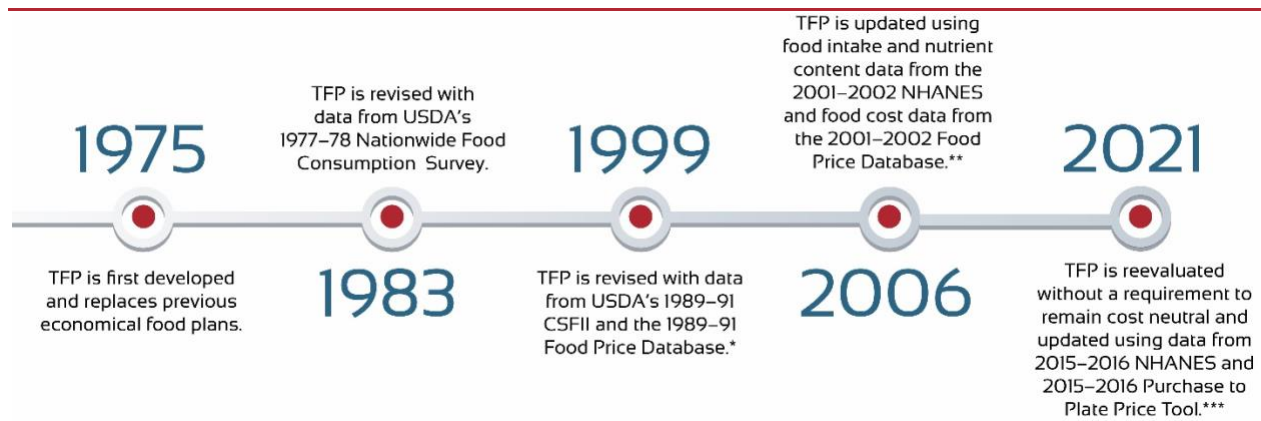 1975
TFP is first developed
and replaces previous
economical food plans.
TFP is revised with
data from USDA's
1977–78 Nationwide Food
Consumption Survey.
1983
1999
TFP is revised with data
from USDA's 1989–91
CSFII and the 1989–91
Food Price Database.*
TFP is updated using
food intake and nutrient
content data from the
2001–2002 NHANES
and food cost data from
the 2001–2002 Food
Price Database.**
2006
2021
TFP is reevaluated
without a requirement to
remain cost neutral and
updated using data from
2015–2016 NHANES and
2015–2016 Purchase to
Plate Price Tool.***